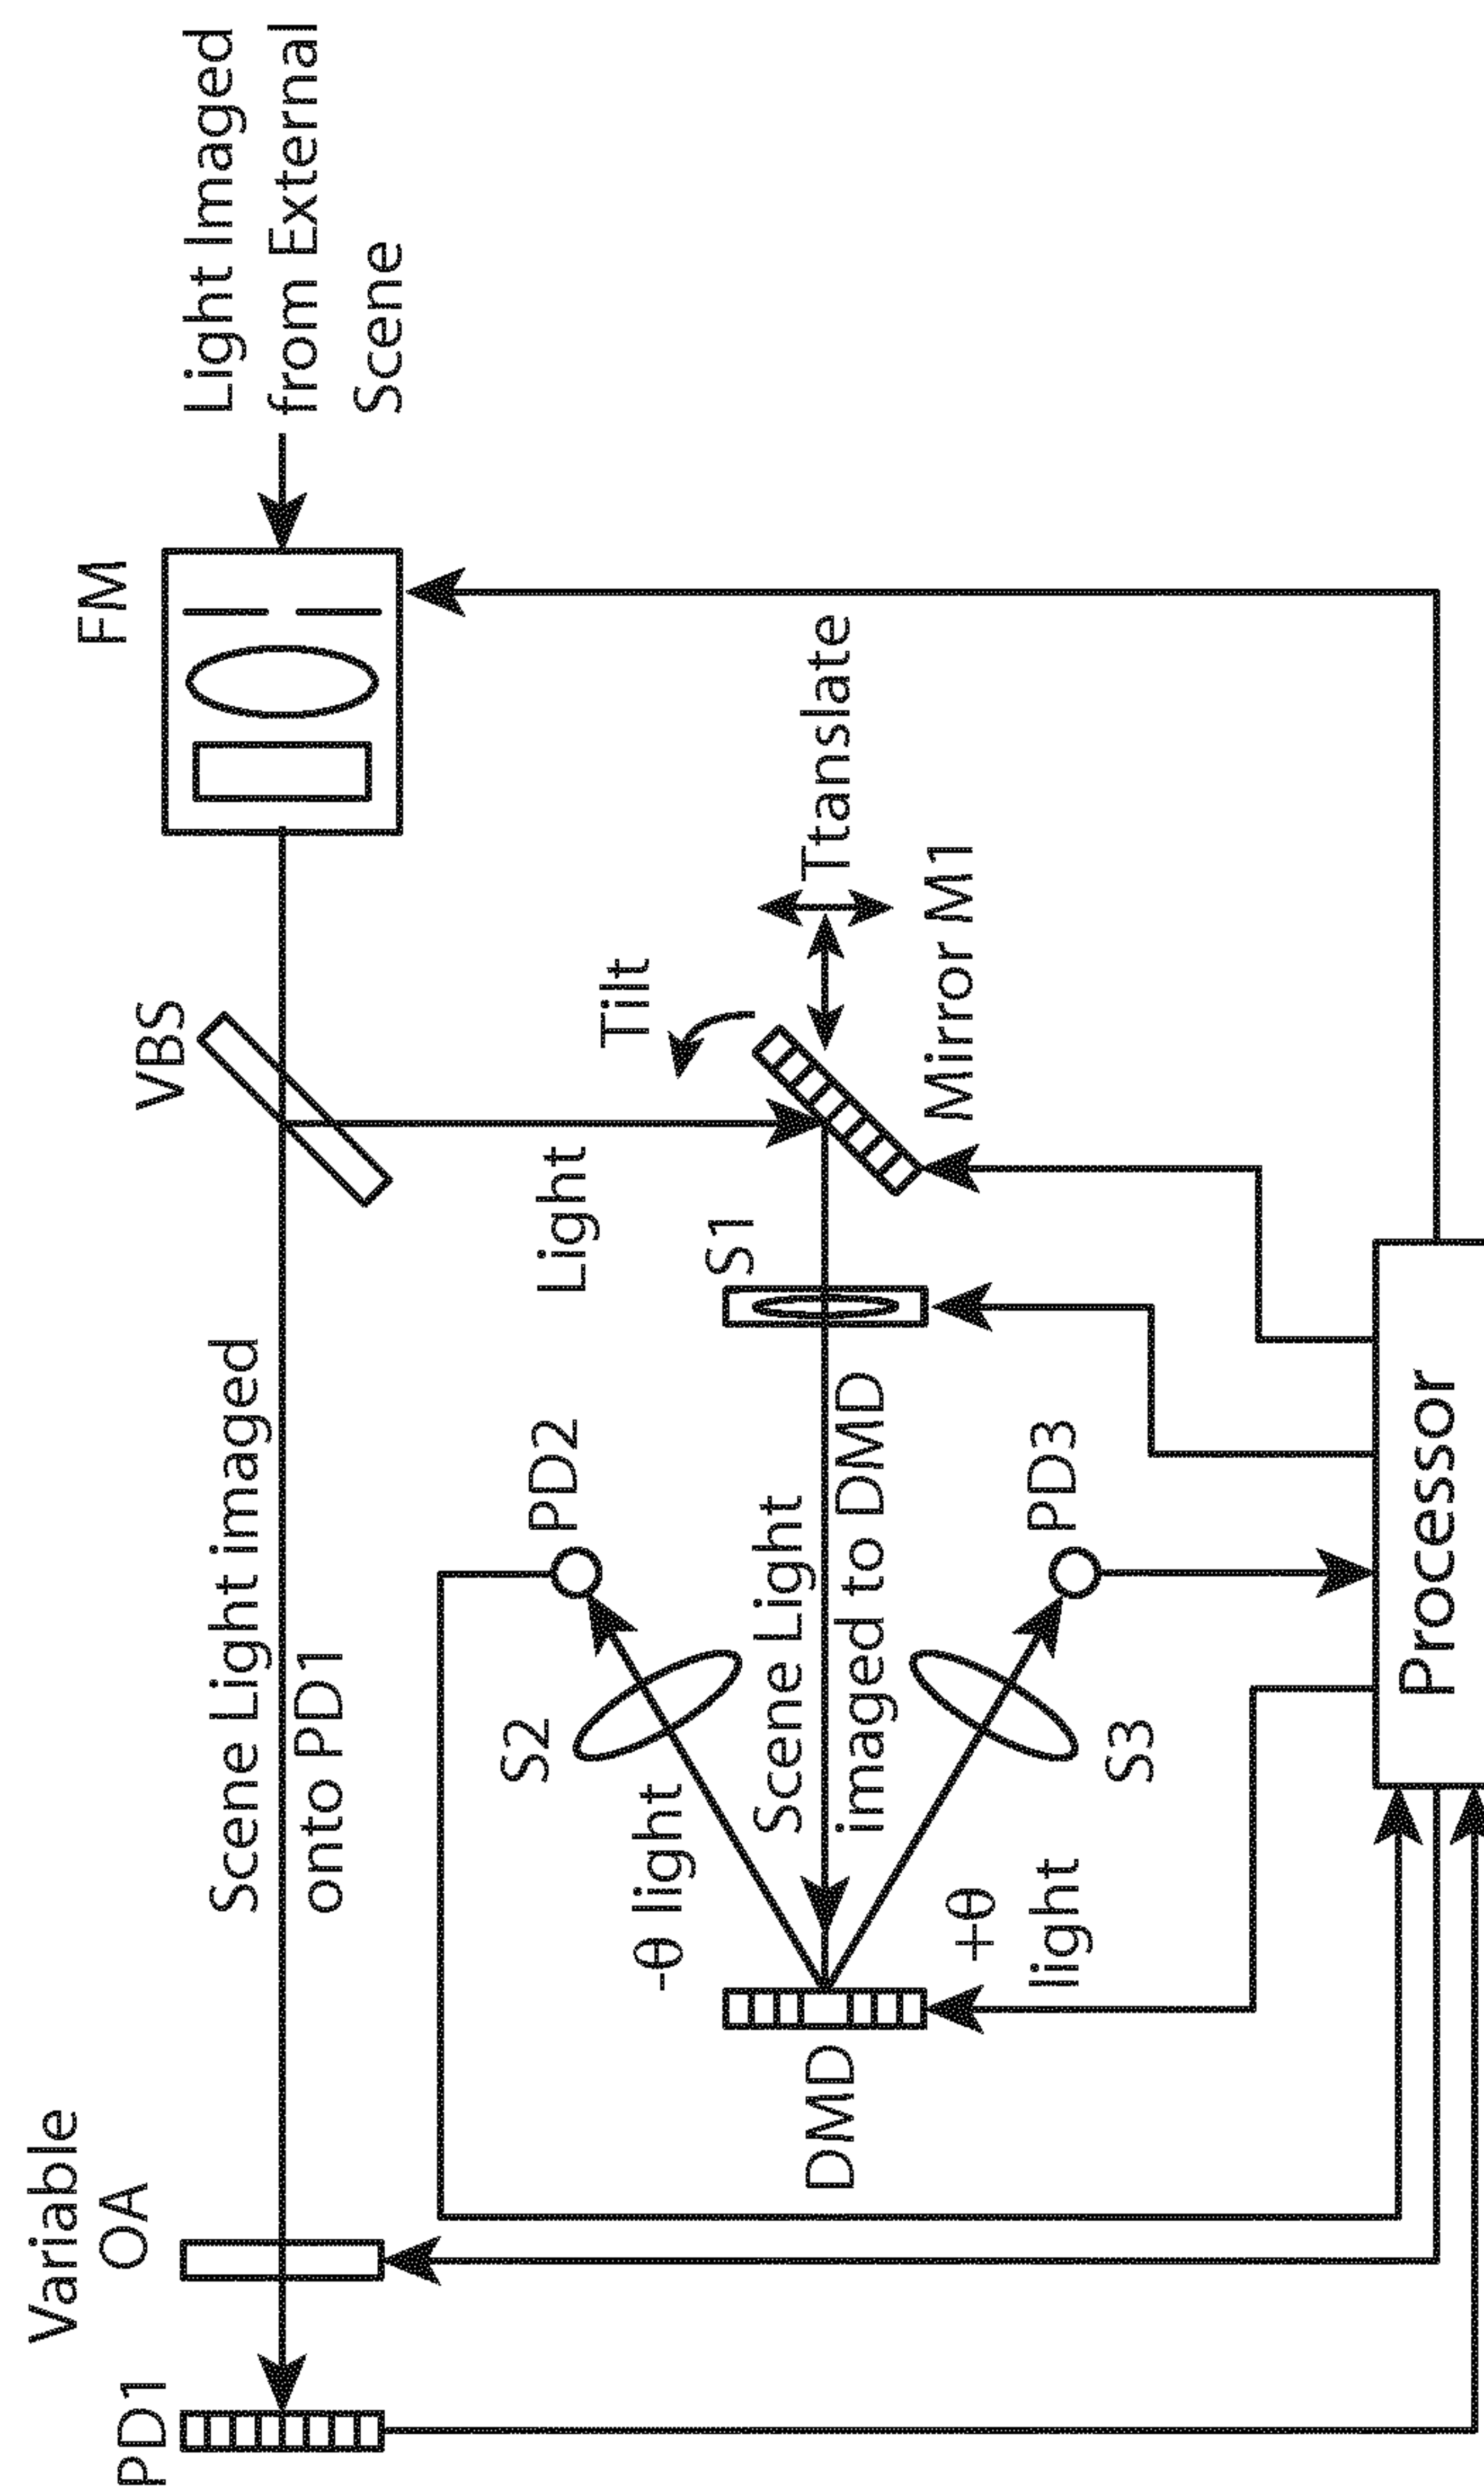 Light Imaged
from External
Scene
FM
VBS
Scene Light imaged
onto PD1
Variable
OA
PD1
Tilt
Ttanslate
Mirror M1
Light
S1
PD2
S2
-θ light
Scene Light
imaged to DMD
DMD
PD3
S3
+θ
light
Processor